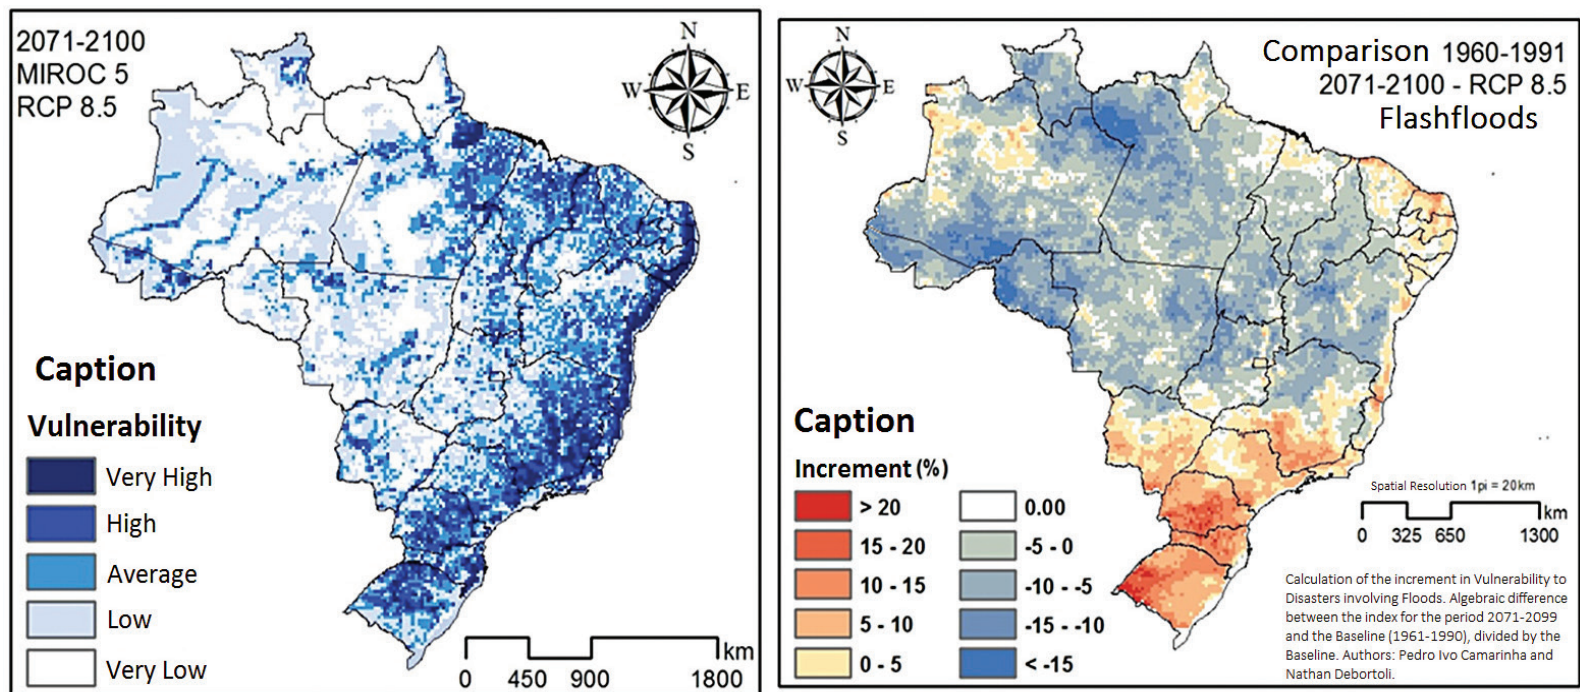 2071-2100
MIROC 5
RCP 8.5
N
W
E
S
Caption
Vulnerability
Very High
High
Average
Low
Very Low
km
0 450 900 1800
N
W
E
S
Comparison 1960-1991
2071-2100 - RCP 8.5
Flashfloods
Caption
Increment (%)
> 20
15 - 20
10 - 15
5 - 10
0 - 5
0.00
-5 - 0
-10 - -5
-15 - -10
< -15
Spatial Resolution 1pi = 20km
km
0 325 650 1300
Calculation of the increment in Vulnerability to
Disasters involving Floods. Algebraic difference
between the index for the period 2071-2099
and the Baseline (1961-1990), divided by the
Baseline. Authors: Pedro Ivo Camarinha and
Nathan Debortoli.